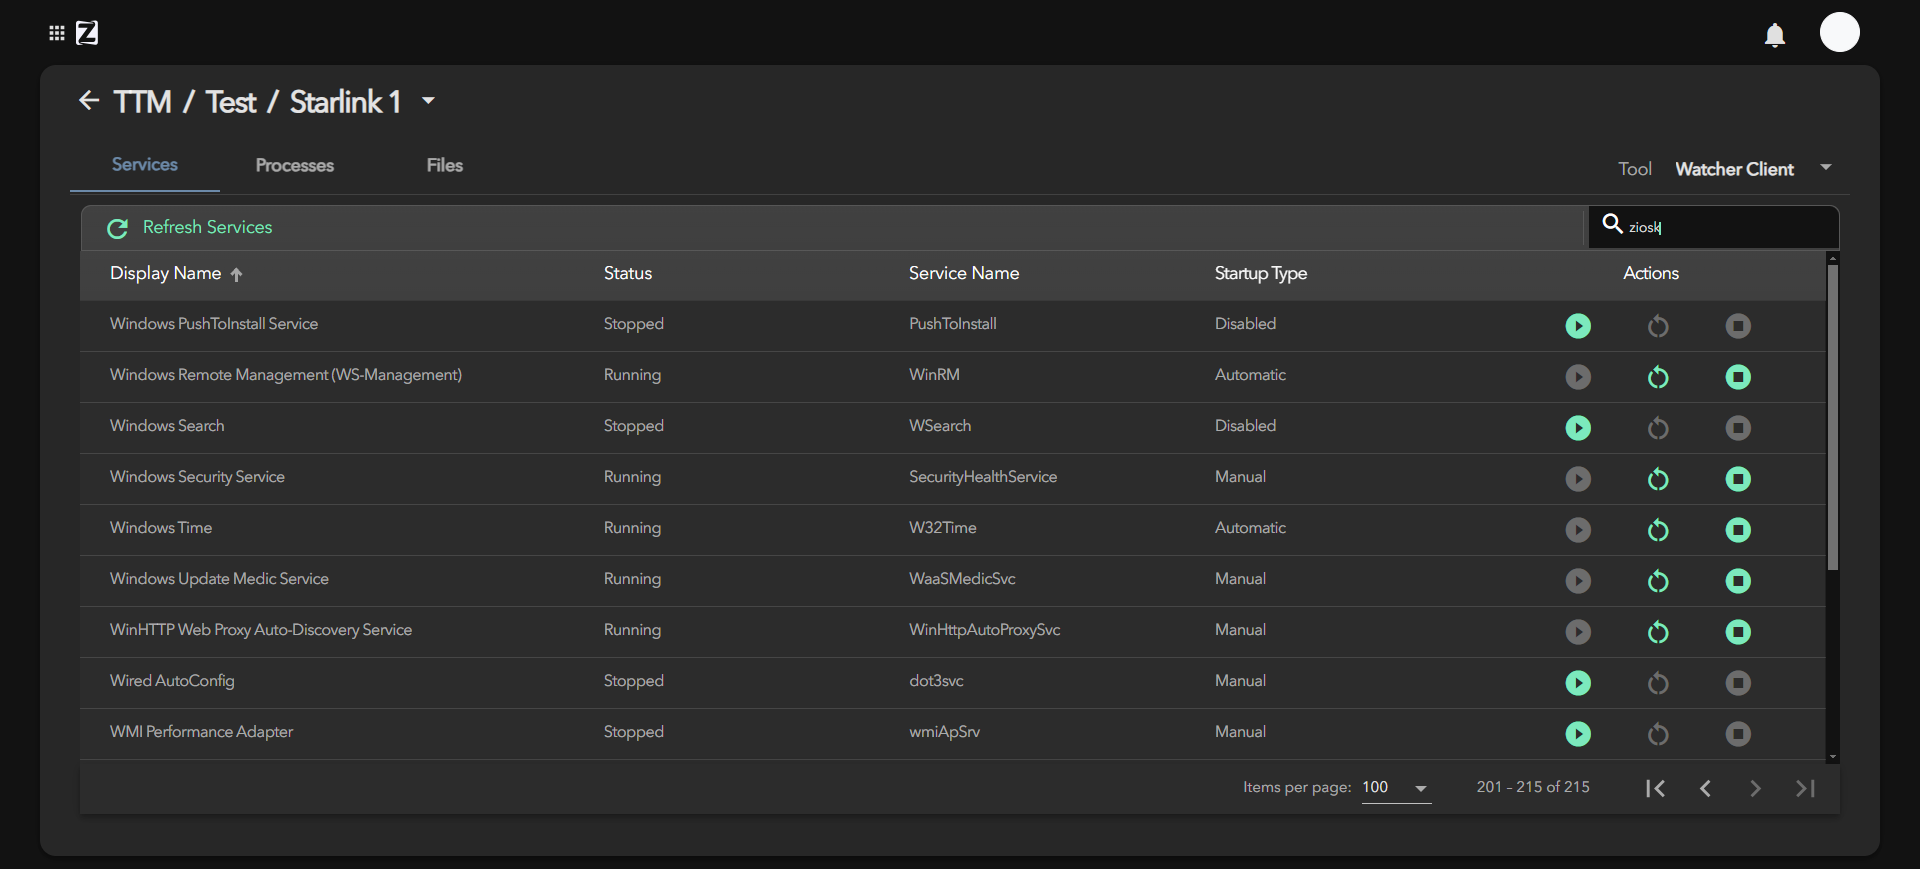 Z
TTM / Test / Starlink 1
Services Processes Files Tool Watcher Client
Refresh Services ziosk
Display Name Status Service Name Startup Type Actions
Windows PushToInstall Service Stopped PushToInstall Disabled
Windows Remote Management (WS-Management) Running WinRM Automatic
Windows Search Stopped WSearch Disabled
Windows Security Service Running SecurityHealthService Manual
Windows Time Running W32Time Automatic
Windows Update Medic Service Running WaaSMedicSvc Manual
WinHTTP Web Proxy Auto-Discovery Service Running WinHttpAutoProxySvc Manual
Wired AutoConfig Stopped dot3svc Manual
WMI Performance Adapter Stopped wmiApSrv Manual
Items per page: 100 201 - 215 of 215